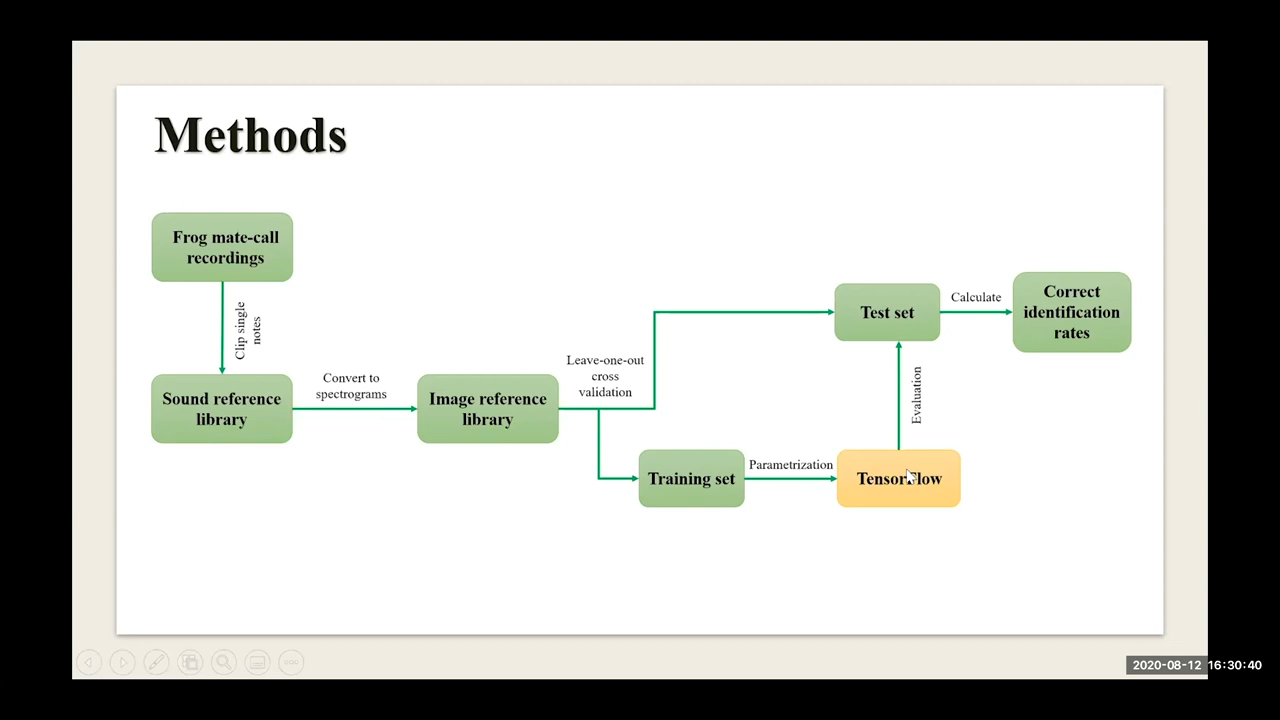 Methods
Frog mate-call
recordings
Clip single
notes
Sound reference
library
Convert to
spectrograms
Image reference
library
Leave-one-out
cross
validation
Training set
Parametrization
TensorFlow
Evaluation
Test set
Calculate
Correct
identification
rates
2020-08-12 16:30:40